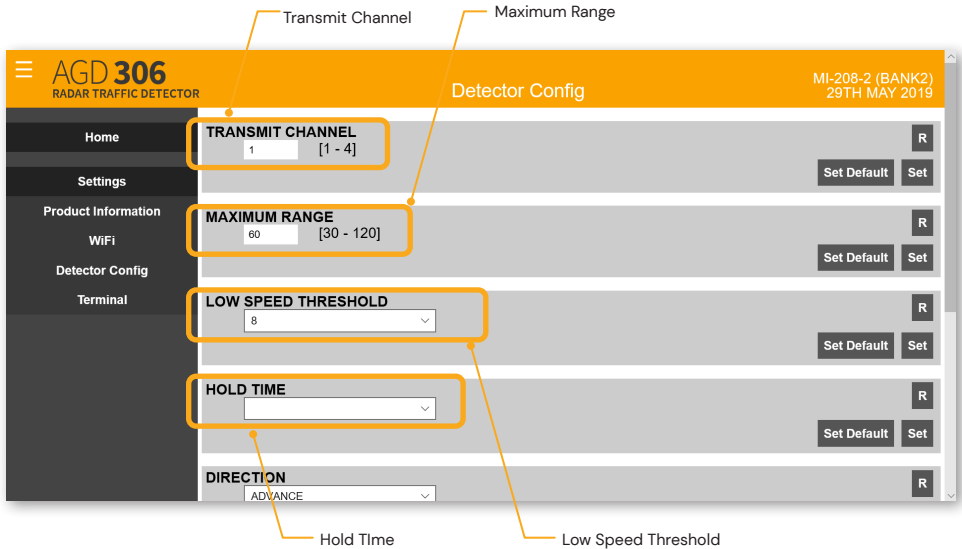 Transmit Channel
Maximum Range
AGD 306
RADAR TRAFFIC DETECTOR
Detector Config
MI-208-2 (BANK2)
29TH MAY 2019
Home
Settings
Product Information
WiFi
Detector Config
Terminal
TRANSMIT CHANNEL
1 [1 - 4]
R
Set Default Set
MAXIMUM RANGE
60 [30 - 120]
R
Set Default Set
LOW SPEED THRESHOLD
8
R
Set Default Set
HOLD TIME
R
Set Default Set
DIRECTION
ADVANCE
R
Hold TIme
Low Speed Threshold